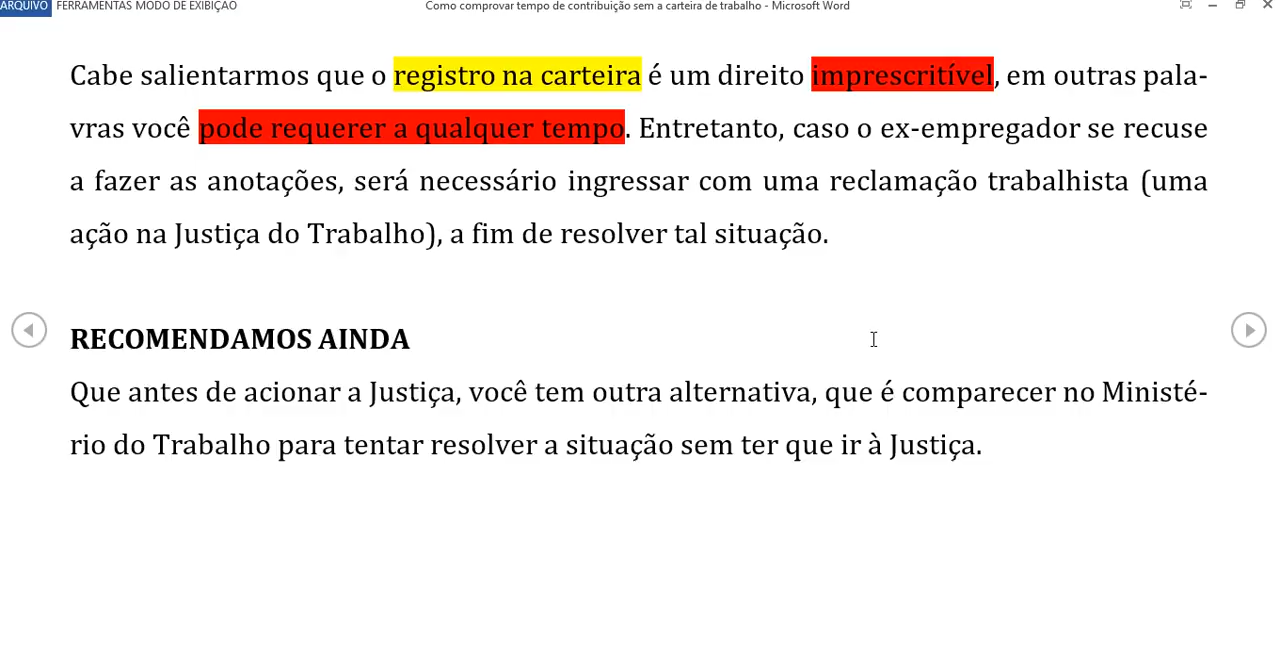 ARQUIVO FERRAMENTAS MODO DE EXIBIÇÃO Como comprovar tempo de contribuição sem a carteira de trabalho - Microsoft Word
Cabe salientarmos que o registro na carteira é um direito imprescritível, em outras pala-
vras você pode requerer a qualquer tempo. Entretanto, caso o ex-empregador se recuse
a fazer as anotações, será necessário ingressar com uma reclamação trabalhista (uma
ação na Justiça do Trabalho), a fim de resolver tal situação.
RECOMENDAMOS AINDA
Que antes de acionar a Justiça, você tem outra alternativa, que é comparecer no Ministé-
rio do Trabalho para tentar resolver a situação sem ter que ir à Justiça.